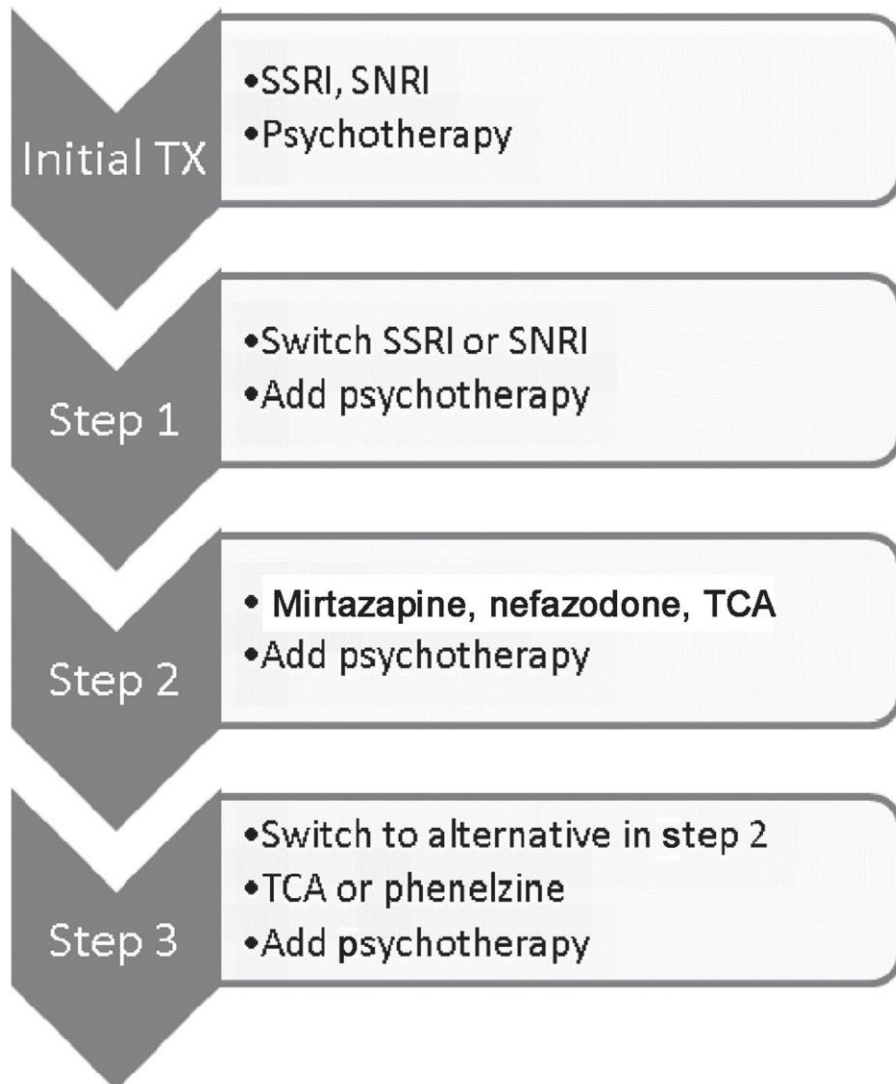 Initial TX
•SSRI, SNRI
•Psychotherapy
Step 1
•Switch SSRI or SNRI
•Add psychotherapy
Step 2
• Mirtazapine, nefazodone, TCA
•Add psychotherapy
Step 3
•Switch to alternative in step 2
•TCA or phenelzine
•Add psychotherapy